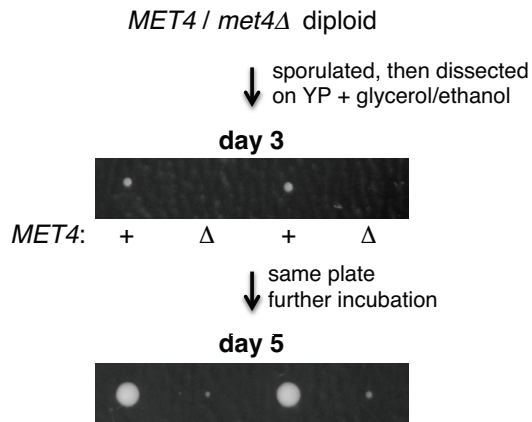 MET4 / met4Δ diploid
sporulated, then dissected
on YP + glycerol/ethanol
day 3
MET4: + Δ + Δ
same plate
further incubation
day 5